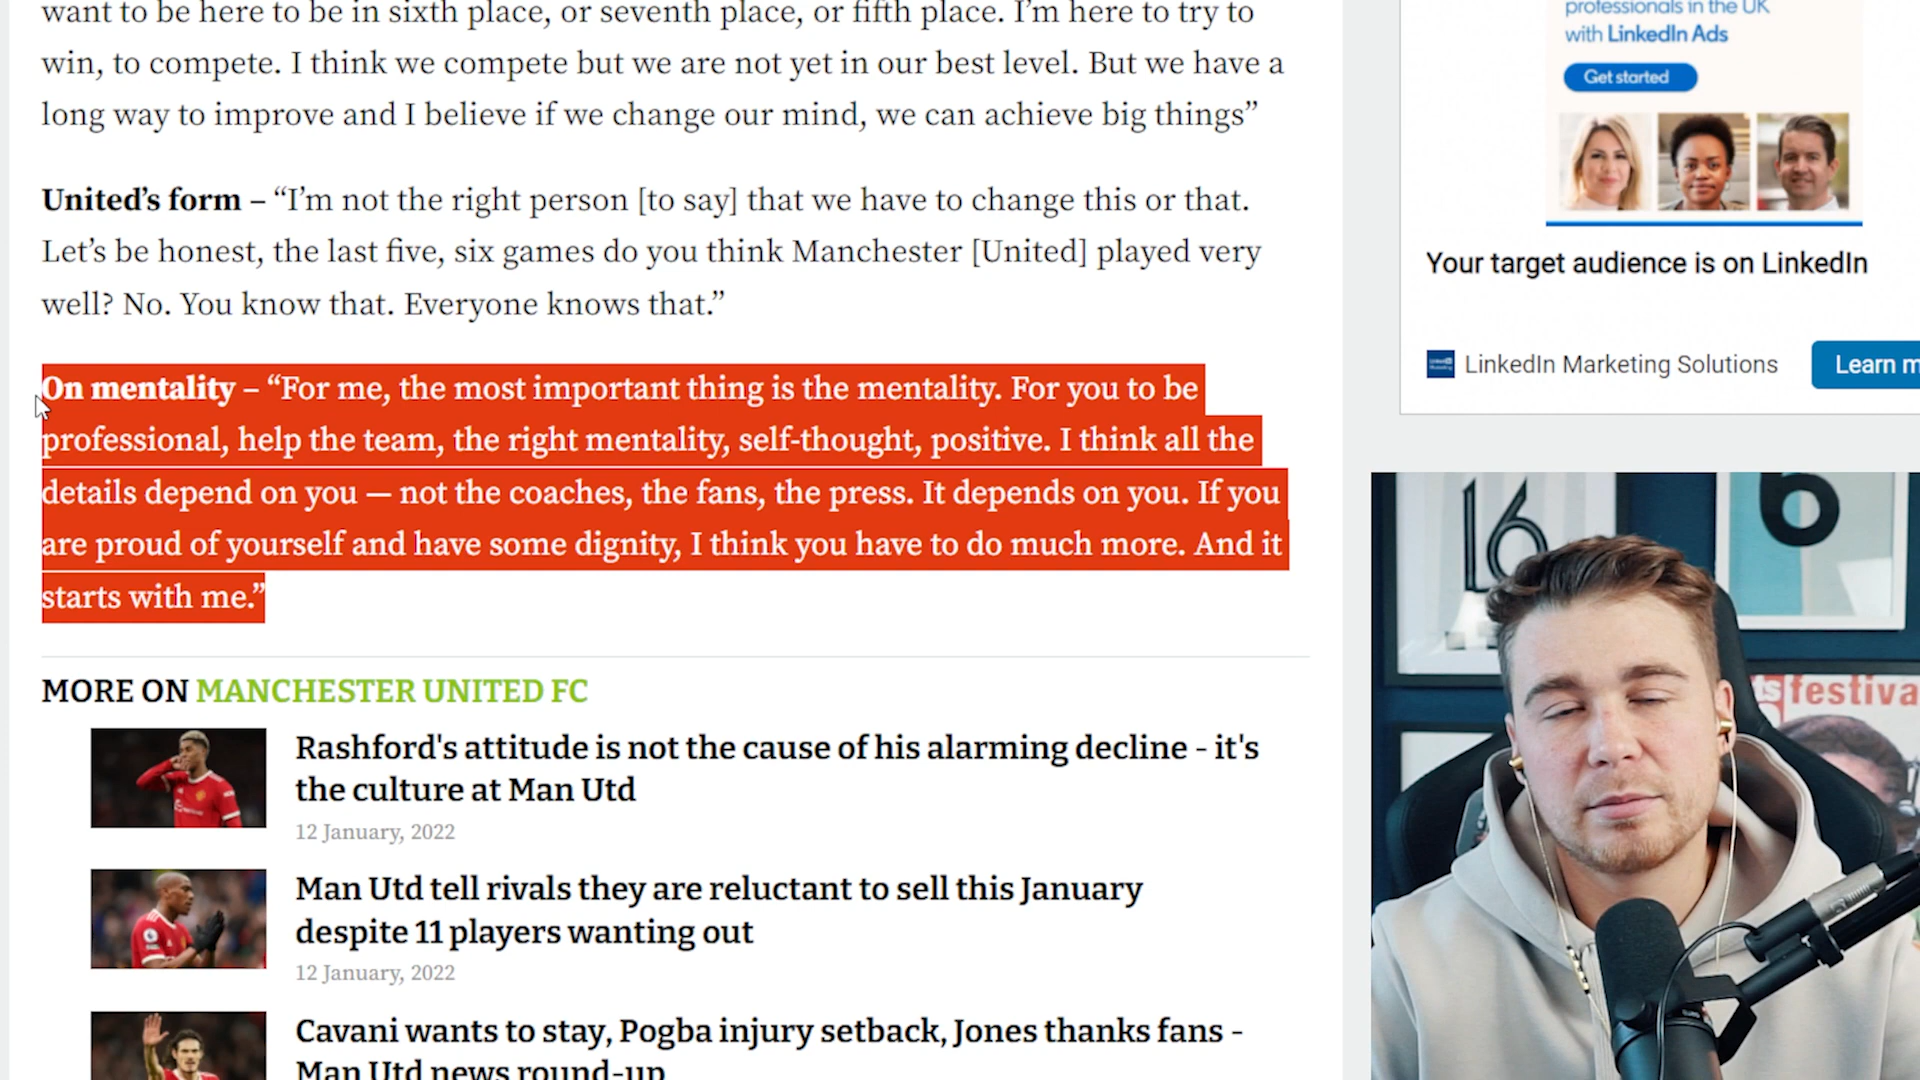 want to be here to be in sixth place, or seventh place, or fifth place. I'm here to try to
win, to compete. I think we compete but we are not yet in our best level. But we have a
long way to improve and I believe if we change our mind, we can achieve big things”
United’s form – “I’m not the right person [to say] that we have to change this or that.
Let’s be honest, the last five, six games do you think Manchester [United] played very
well? No. You know that. Everyone knows that.”
On mentality – “For me, the most important thing is the mentality. For you to be
professional, help the team, the right mentality, self-thought, positive. I think all the
details depend on you — not the coaches, the fans, the press. It depends on you. If you
are proud of yourself and have some dignity, I think you have to do much more. And it
starts with me.”
MORE ON MANCHESTER UNITED FC
Rashford's attitude is not the cause of his alarming decline - it's
the culture at Man Utd
12 January, 2022
Man Utd tell rivals they are reluctant to sell this January
despite 11 players wanting out
12 January, 2022
Cavani wants to stay, Pogba injury setback, Jones thanks fans -
Man Utd news round-up
professionals in the UK
with LinkedIn Ads
Get started
Your target audience is on LinkedIn
LinkedIn Marketing Solutions
Learn m
16
6
ts festiva